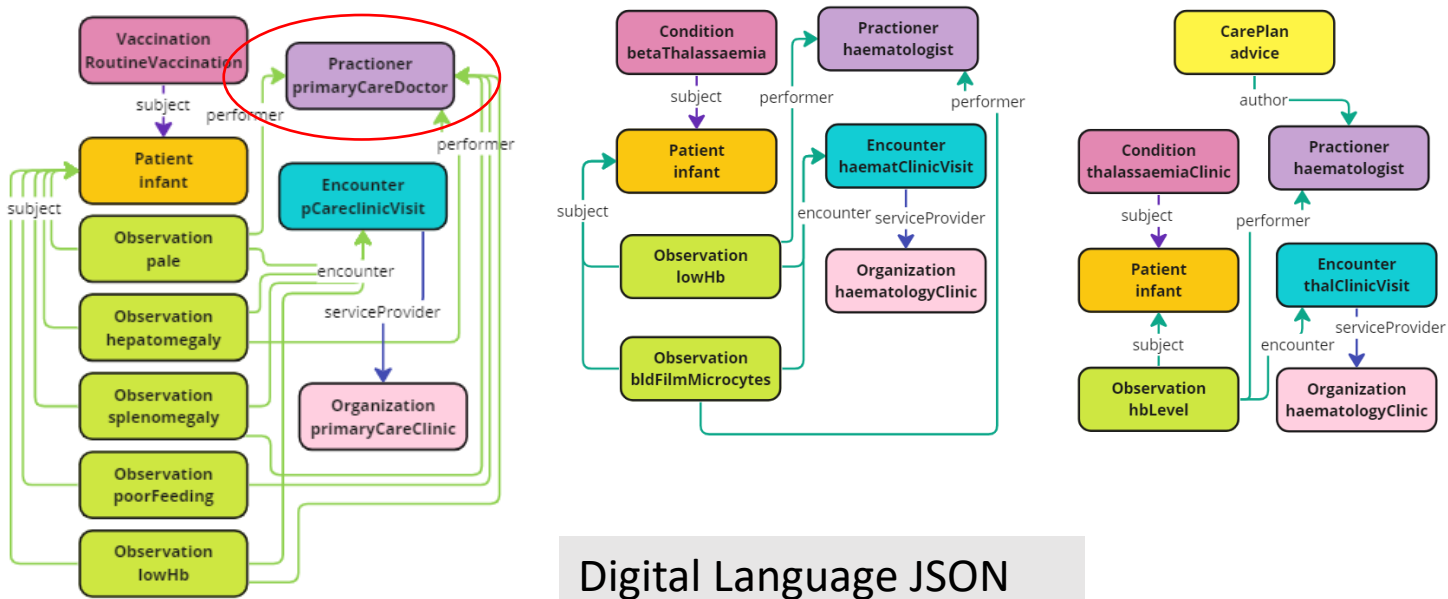 Vaccination
RoutineVaccination
Practioner
primaryCareDoctor
subject
performer
performer
Patient
infant
Encounter
pCareclinicVisit
subject
Observation
pale
encounter
Observation
hepatomegaly
serviceProvider
Observation
splenomegaly
Organization
primaryCareClinic
Observation
poorFeeding
Observation
lowHb
Condition
betaThalassaemia
Practioner
haematologist
subject
performer
performer
Patient
infant
Encounter
haematClinicVisit
subject
encounter
serviceProvider
Observation
lowHb
Organization
haematologyClinic
Observation
bldFilmMicrocytes
CarePlan
advice
author
Condition
thalassaemiaClinic
Practioner
haematologist
subject
performer
Patient
infant
Encounter
thalClinicVisit
subject
encounter
serviceProvider
Observation
hbLevel
Organization
haematologyClinic
Digital Language JSON